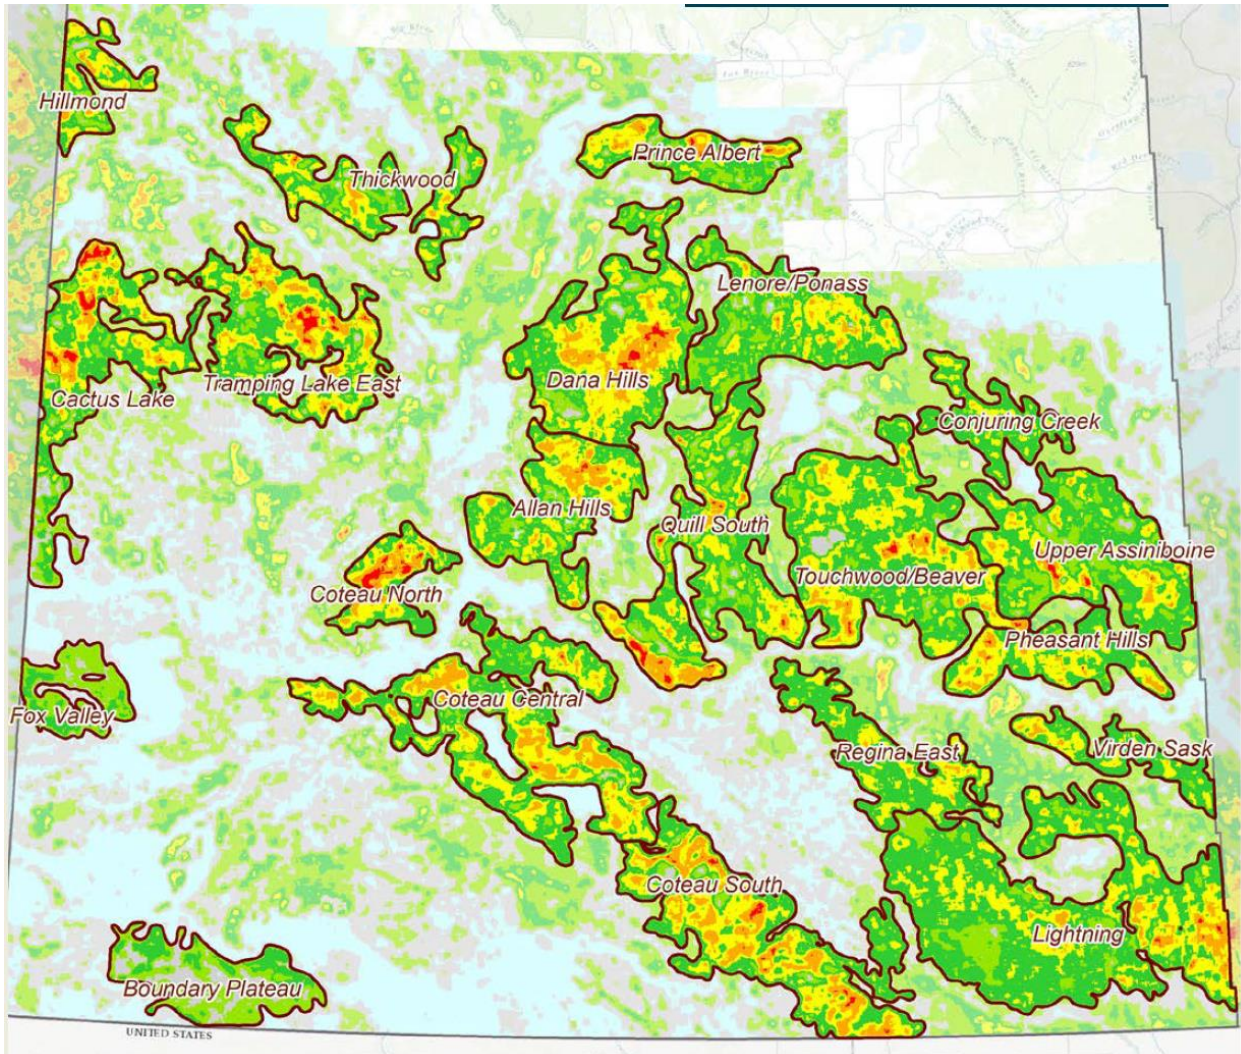 Hillmond
Prince Albert
Thickwood
Lenore/Ponass
Dana Hills
Tramping Lake East
Cactus Lake
Conjuring Creek
Allan Hills
Quill South
Upper Assiniboine
Touchwood/Beaver
Coteau North
Pheasant Hills
Coteau Central
Fox Valley
Virden Sask
Regina East
Coteau South
Lightning
Boundary Plateau
UNITED STATES